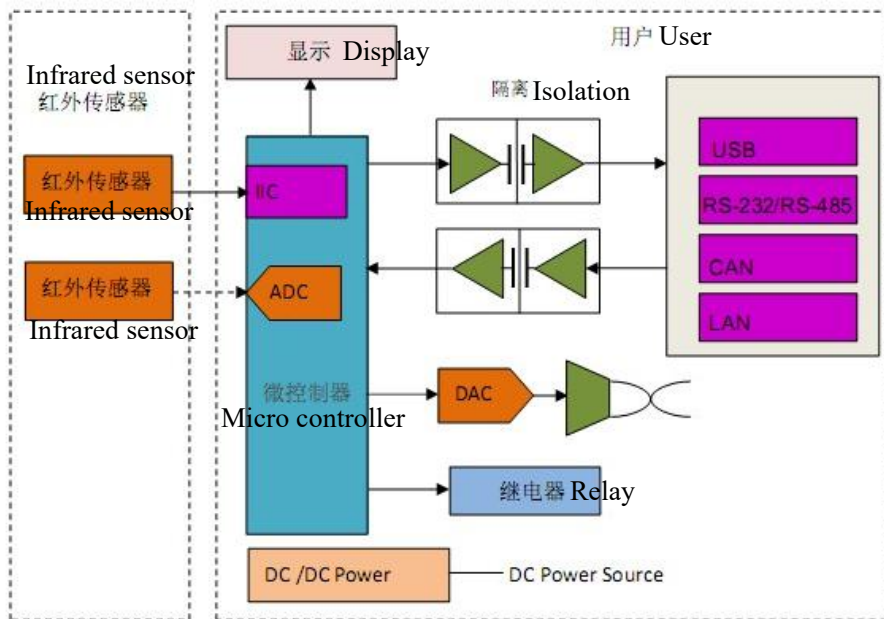 显示 Display
用户 User
Infrared sensor
红外传感器
隔离 Isolation
红外传感器
Infrared sensor
IIC
USB
RS-232/RS-485
红外传感器
Infrared sensor
ADC
CAN
LAN
微控制器
Micro controller
DAC
继电器 Relay
DC /DC Power
DC Power Source